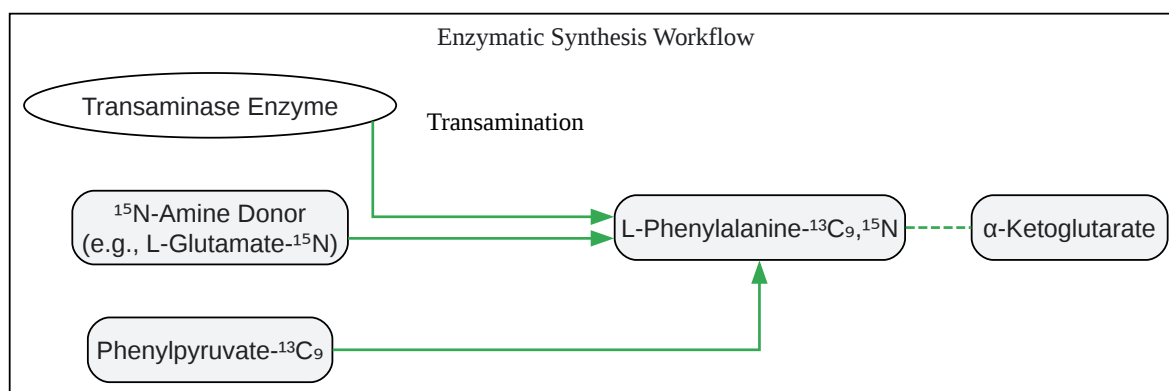 Enzymatic Synthesis Workflow
Transaminase Enzyme
Transamination
¹⁵N-Amine Donor
(e.g., L-Glutamate-¹⁵N)
L-Phenylalanine-¹³C₉,¹⁵N
α-Ketoglutarate
Phenylpyruvate-¹³C₉